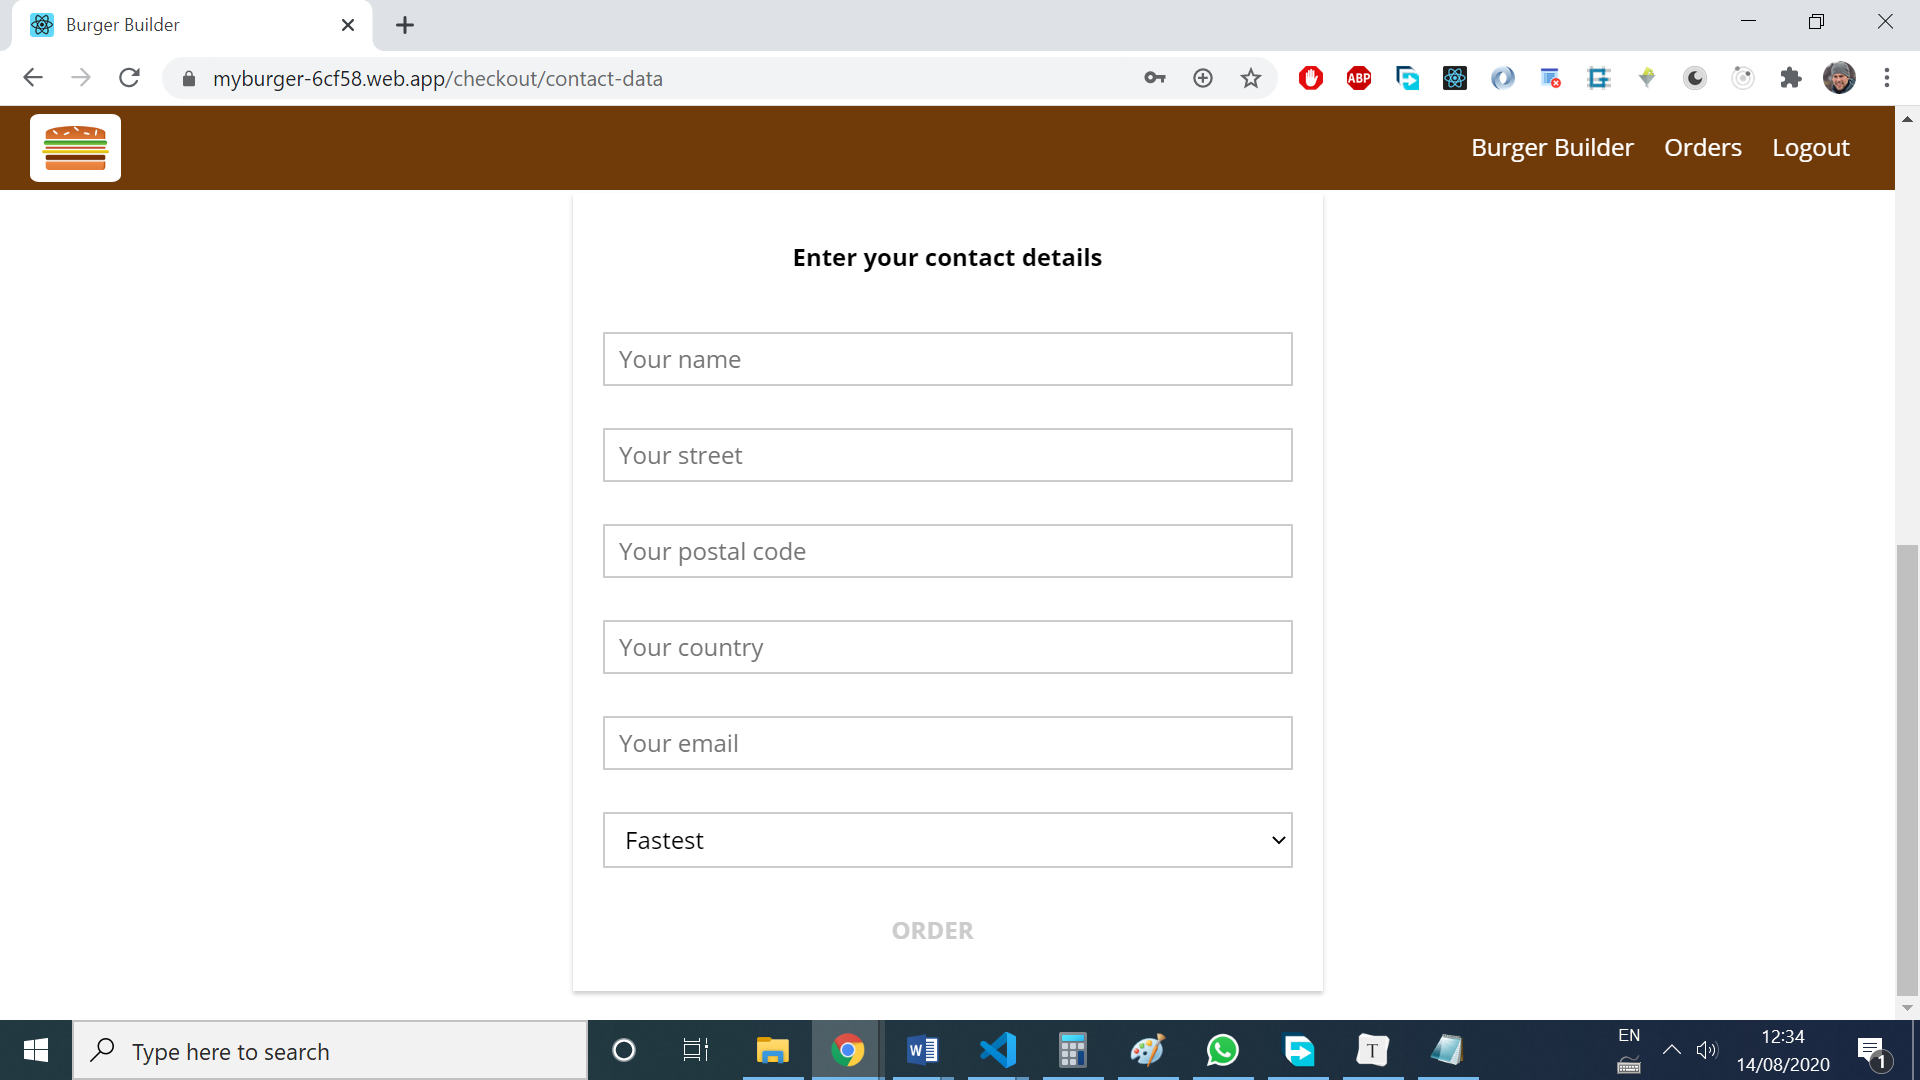 Burger Builder
myburger-6cf58.web.app/checkout/contact-data
ABP
Burger Builder Orders Logout
Enter your contact details
Your name
Your street
Your postal code
Your country
Your email
Fastest
ORDER
Type here to search
W
T
EN
12:34
14/08/2020
1